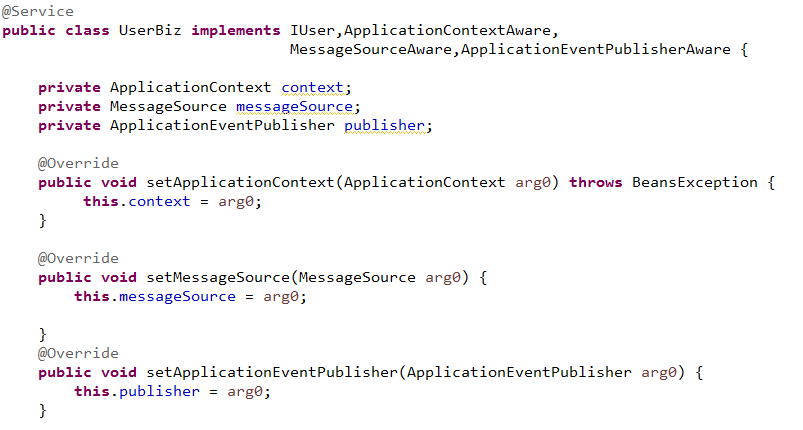 @Service
public class UserBiz implements IUser,ApplicationContextAware,
                                MessageSourceAware,ApplicationEventPublisherAware {
    private ApplicationContext context;
    private MessageSource messageSource;
    private ApplicationEventPublisher publisher;
    @Override
    public void setApplicationContext(ApplicationContext arg0) throws BeansException {
         this.context = arg0;
    }
    @Override
    public void setMessageSource(MessageSource arg0) {
        this.messageSource = arg0;
    }
    @Override
    public void setApplicationEventPublisher(ApplicationEventPublisher arg0) {
        this.publisher = arg0;
    }